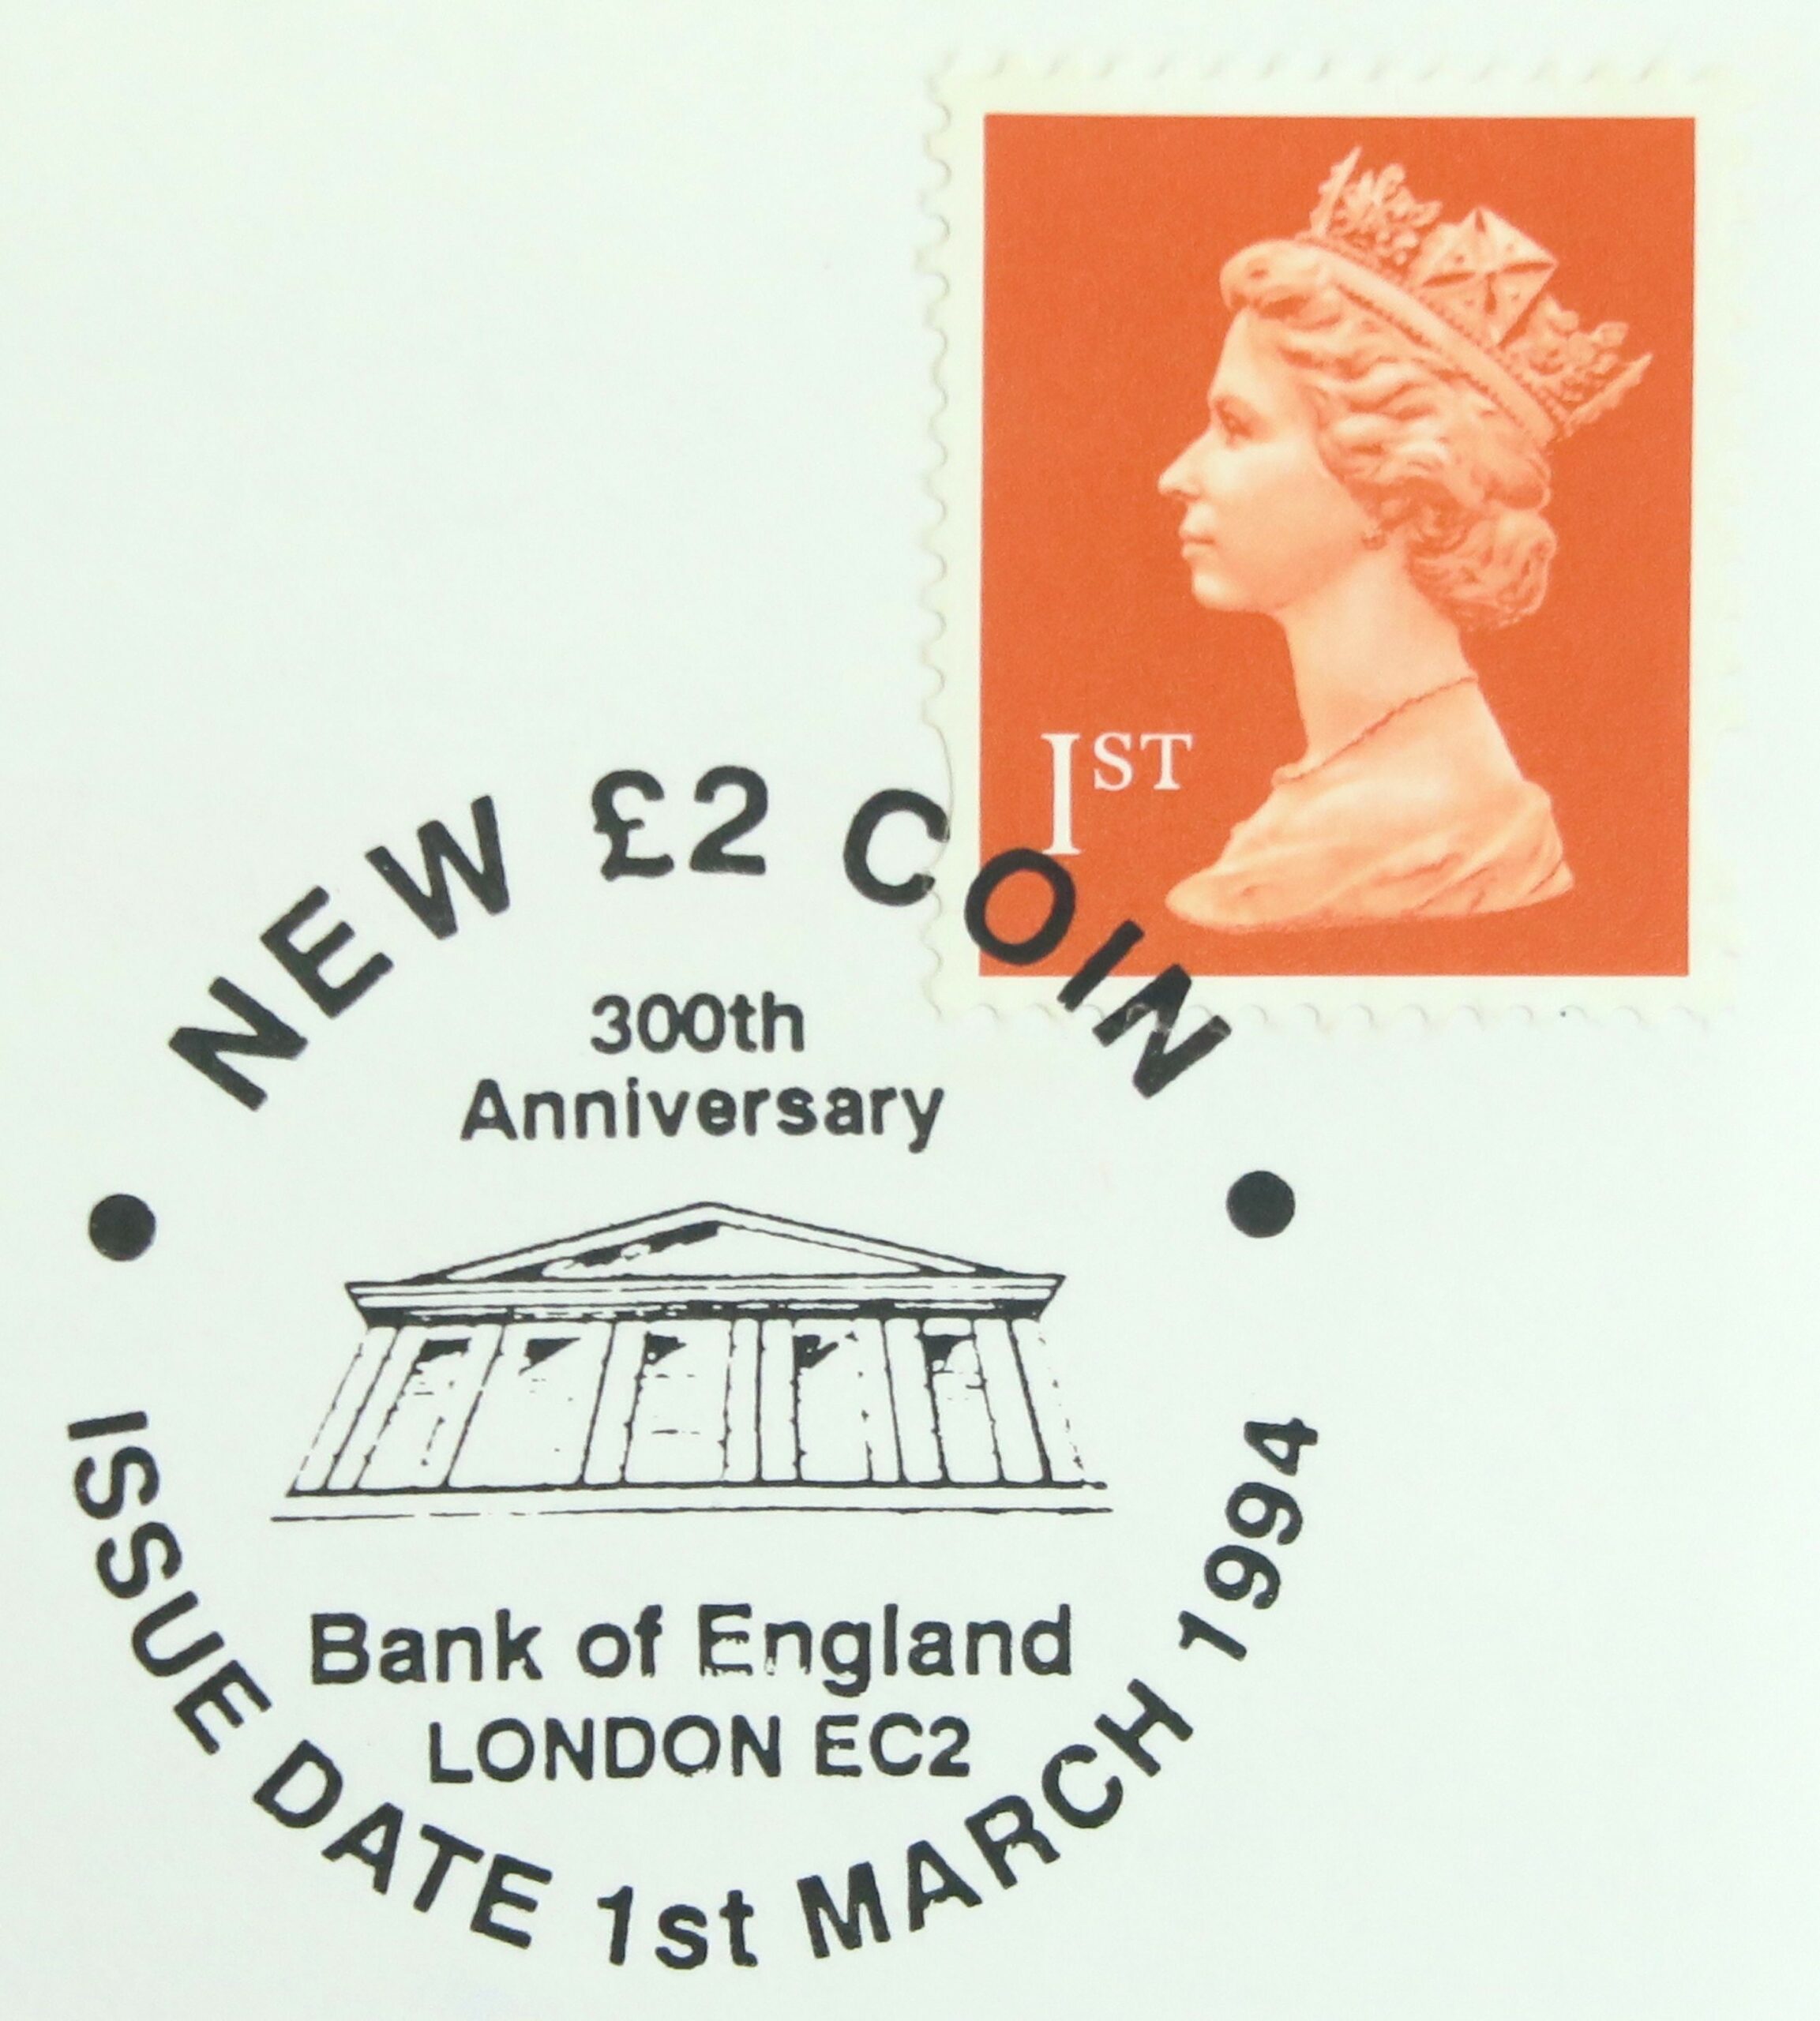 1ST
NEW £2 COIN
300th
Anniversary
Bank of England
LONDON EC2
ISSUE DATE 1st MARCH 1994